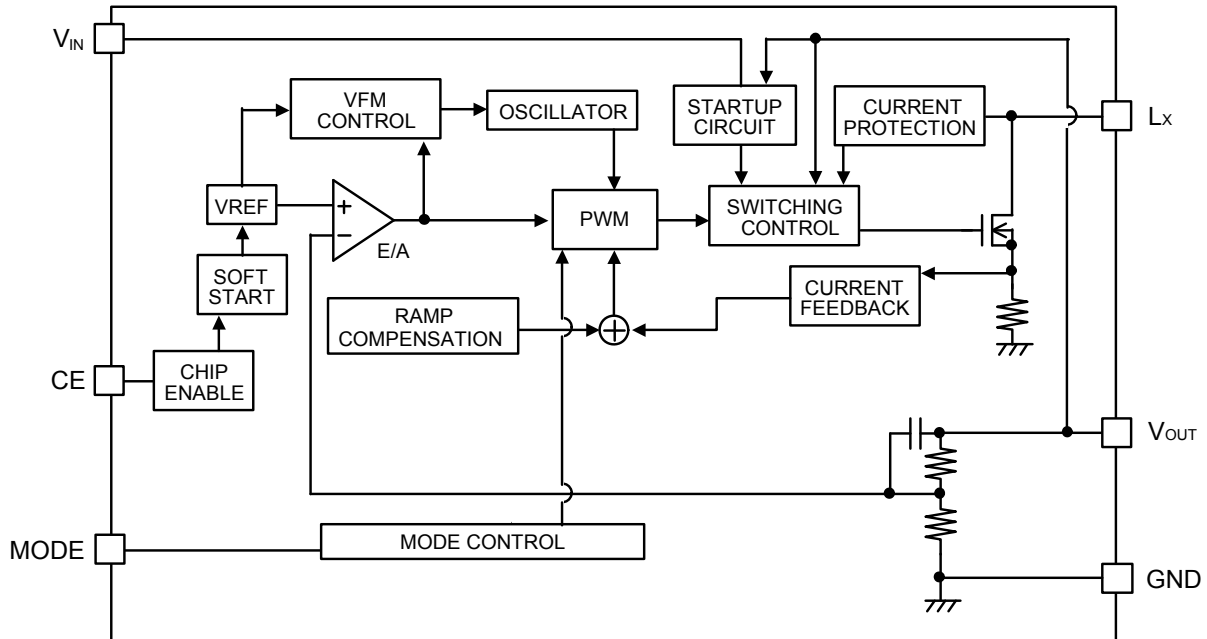 VIN
VFM
CONTROL
OSCILLATOR
STARTUP
CIRCUIT
CURRENT
PROTECTION
LX
VREF
+
−
E/A
PWM
SWITCHING
CONTROL
SOFT
START
RAMP
COMPENSATION
CURRENT
FEEDBACK
CE
CHIP
ENABLE
VOUT
MODE
MODE CONTROL
GND